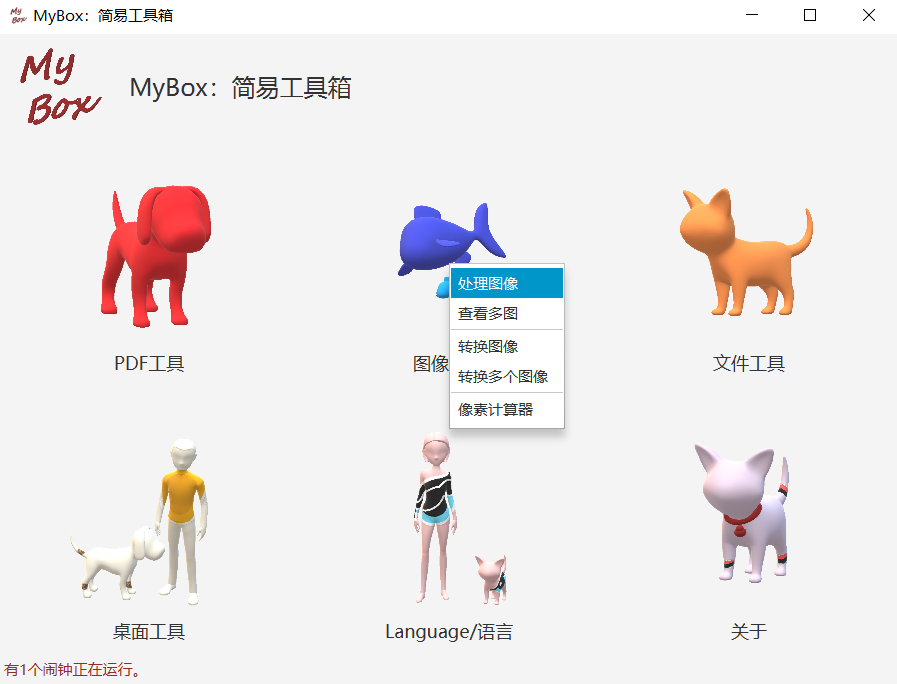 My Box
MyBox：简易工具箱
My
Box
MyBox：简易工具箱
PDF工具
图像
文件工具
处理图像
查看多图
转换图像
转换多个图像
像素计算器
桌面工具
Language/语言
关于
有1个闹钟正在运行。